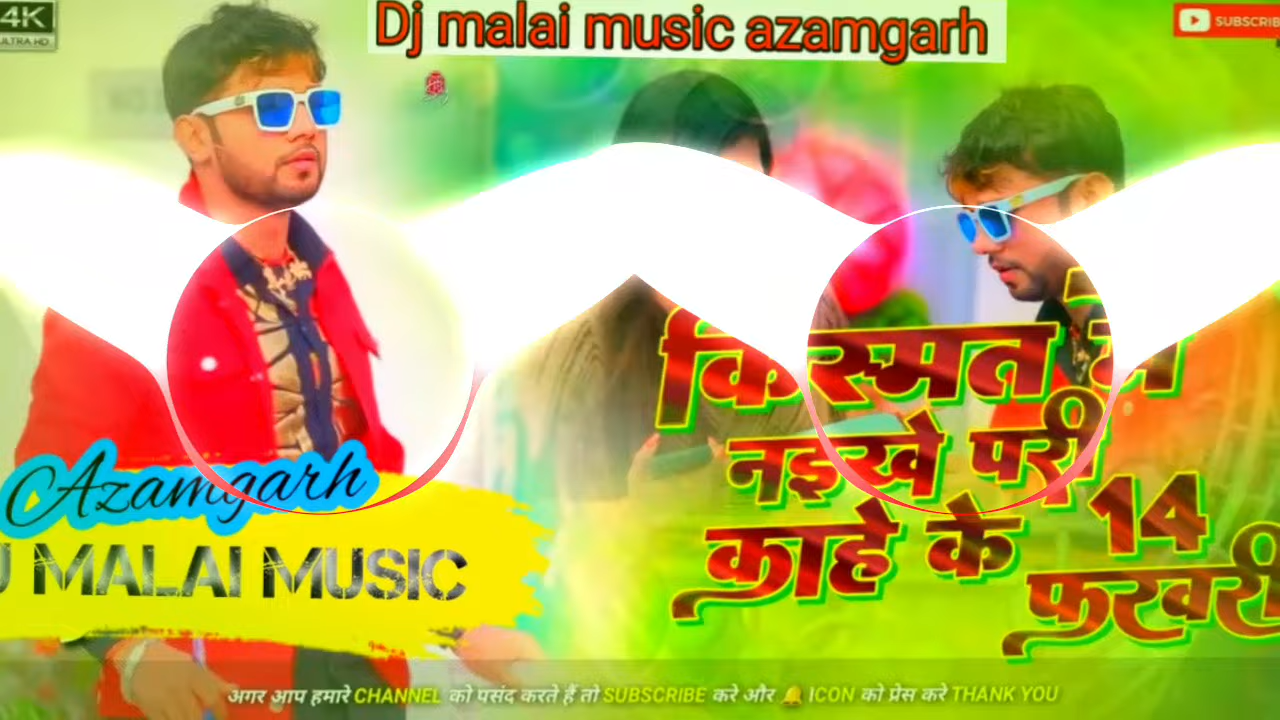 4K
ULTRA HD
Dj malai music azamgarh
SUBSCRIB
किस्मत में
नइखे परी
काहे के 14
फरवरी
Azamgarh
J MALAI MUSIC
अगर आप हमारे CHANNEL को पसंद करते हैं तो SUBSCRIBE करे और 🔔 ICON को प्रेस करे THANK YOU